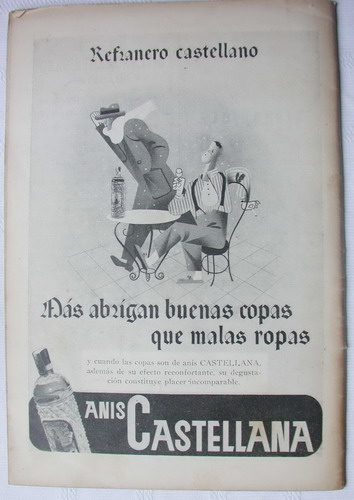 Refranero castellano
Más abrigan buenas copas
que malas ropas
y cuando las copas son de anís CASTELLANA,
además de su efecto reconfortante, su degusta-
ción constituye placer incomparable.
ANIS CASTELLANA